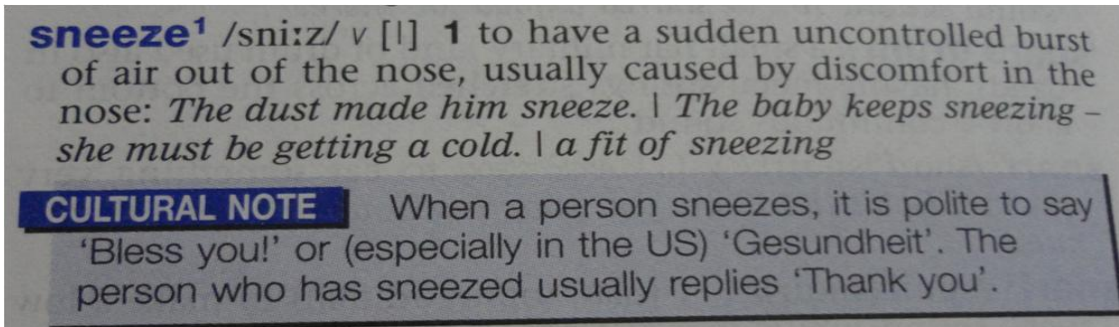 sneeze¹ /sniːz/ v [I] 1 to have a sudden uncontrolled burst
of air out of the nose, usually caused by discomfort in the
nose: The dust made him sneeze. | The baby keeps sneezing –
she must be getting a cold. | a fit of sneezing
CULTURAL NOTE When a person sneezes, it is polite to say
'Bless you!' or (especially in the US) 'Gesundheit'. The
person who has sneezed usually replies 'Thank you'.